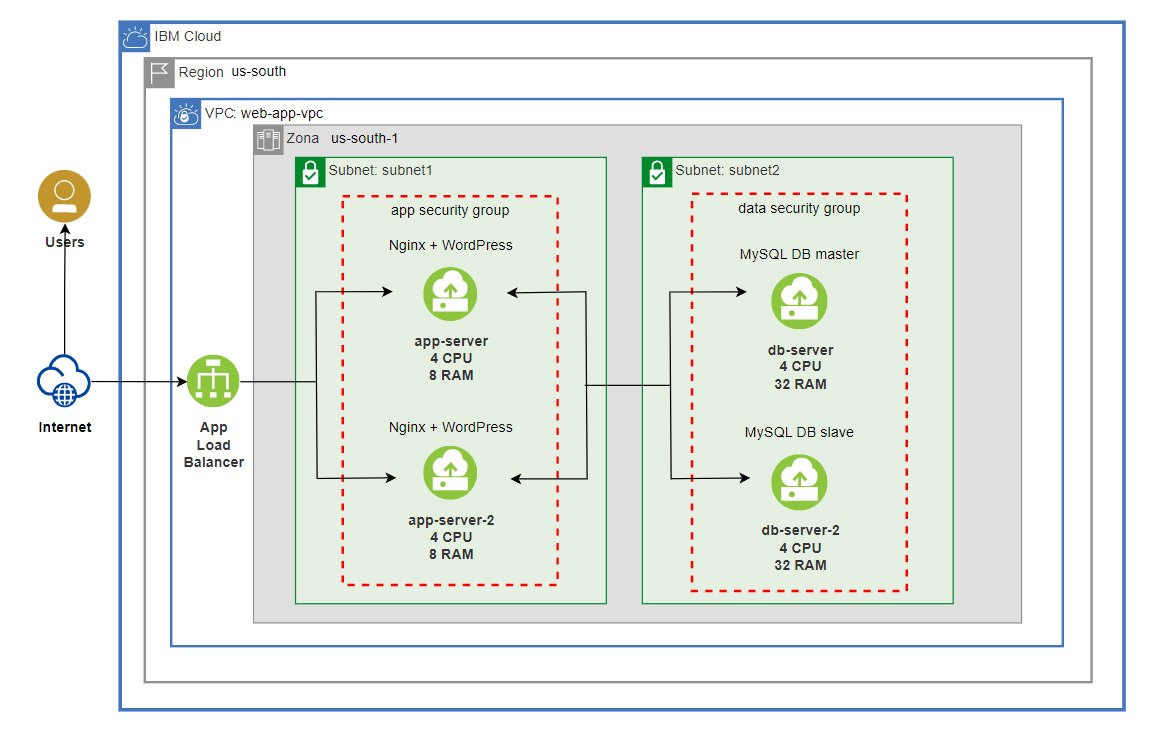 IBM Cloud
Region us-south
VPC: web-app-vpc
Zona us-south-1
Subnet: subnet1
Subnet: subnet2
app security group
data security group
Nginx + WordPress
MySQL DB master
app-server
4 CPU
8 RAM
db-server
4 CPU
32 RAM
Nginx + WordPress
MySQL DB slave
app-server-2
4 CPU
8 RAM
db-server-2
4 CPU
32 RAM
Users
Internet
App
Load
Balancer